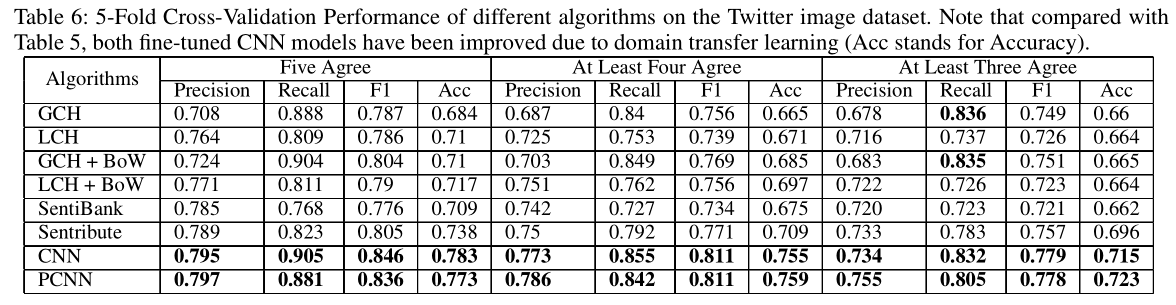 Table 6: 5-Fold Cross-Validation Performance of different algorithms on the Twitter image dataset. Note that compared with
Table 5, both fine-tuned CNN models have been improved due to domain transfer learning (Acc stands for Accuracy).
Algorithms Five Agree At Least Four Agree At Least Three Agree
Precision Recall F1 Acc Precision Recall F1 Acc Precision Recall F1 Acc
GCH 0.708 0.888 0.787 0.684 0.687 0.84 0.756 0.665 0.678 0.836 0.749 0.66
LCH 0.764 0.809 0.786 0.71 0.725 0.753 0.739 0.671 0.716 0.737 0.726 0.664
GCH + BoW 0.724 0.904 0.804 0.71 0.703 0.849 0.769 0.685 0.683 0.835 0.751 0.665
LCH + BoW 0.771 0.811 0.79 0.717 0.751 0.762 0.756 0.697 0.722 0.726 0.723 0.664
SentiBank 0.785 0.768 0.776 0.709 0.742 0.727 0.734 0.675 0.720 0.723 0.721 0.662
Sentribute 0.789 0.823 0.805 0.738 0.75 0.792 0.771 0.709 0.733 0.783 0.757 0.696
CNN 0.795 0.905 0.846 0.783 0.773 0.855 0.811 0.755 0.734 0.832 0.779 0.715
PCNN 0.797 0.881 0.836 0.773 0.786 0.842 0.811 0.759 0.755 0.805 0.778 0.723